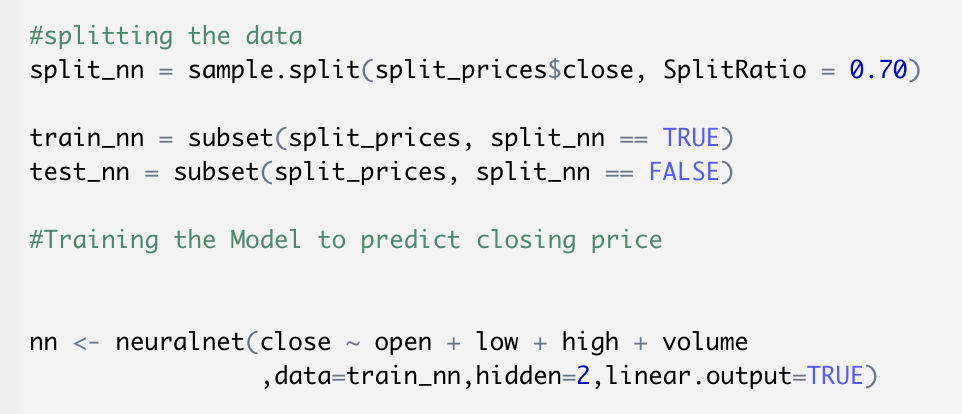 #splitting the data
split_nn = sample.split(split_prices$close, SplitRatio = 0.70)
train_nn = subset(split_prices, split_nn == TRUE)
test_nn = subset(split_prices, split_nn == FALSE)
#Training the Model to predict closing price
nn <- neuralnet(close ~ open + low + high + volume
,data=train_nn,hidden=2,linear.output=TRUE)